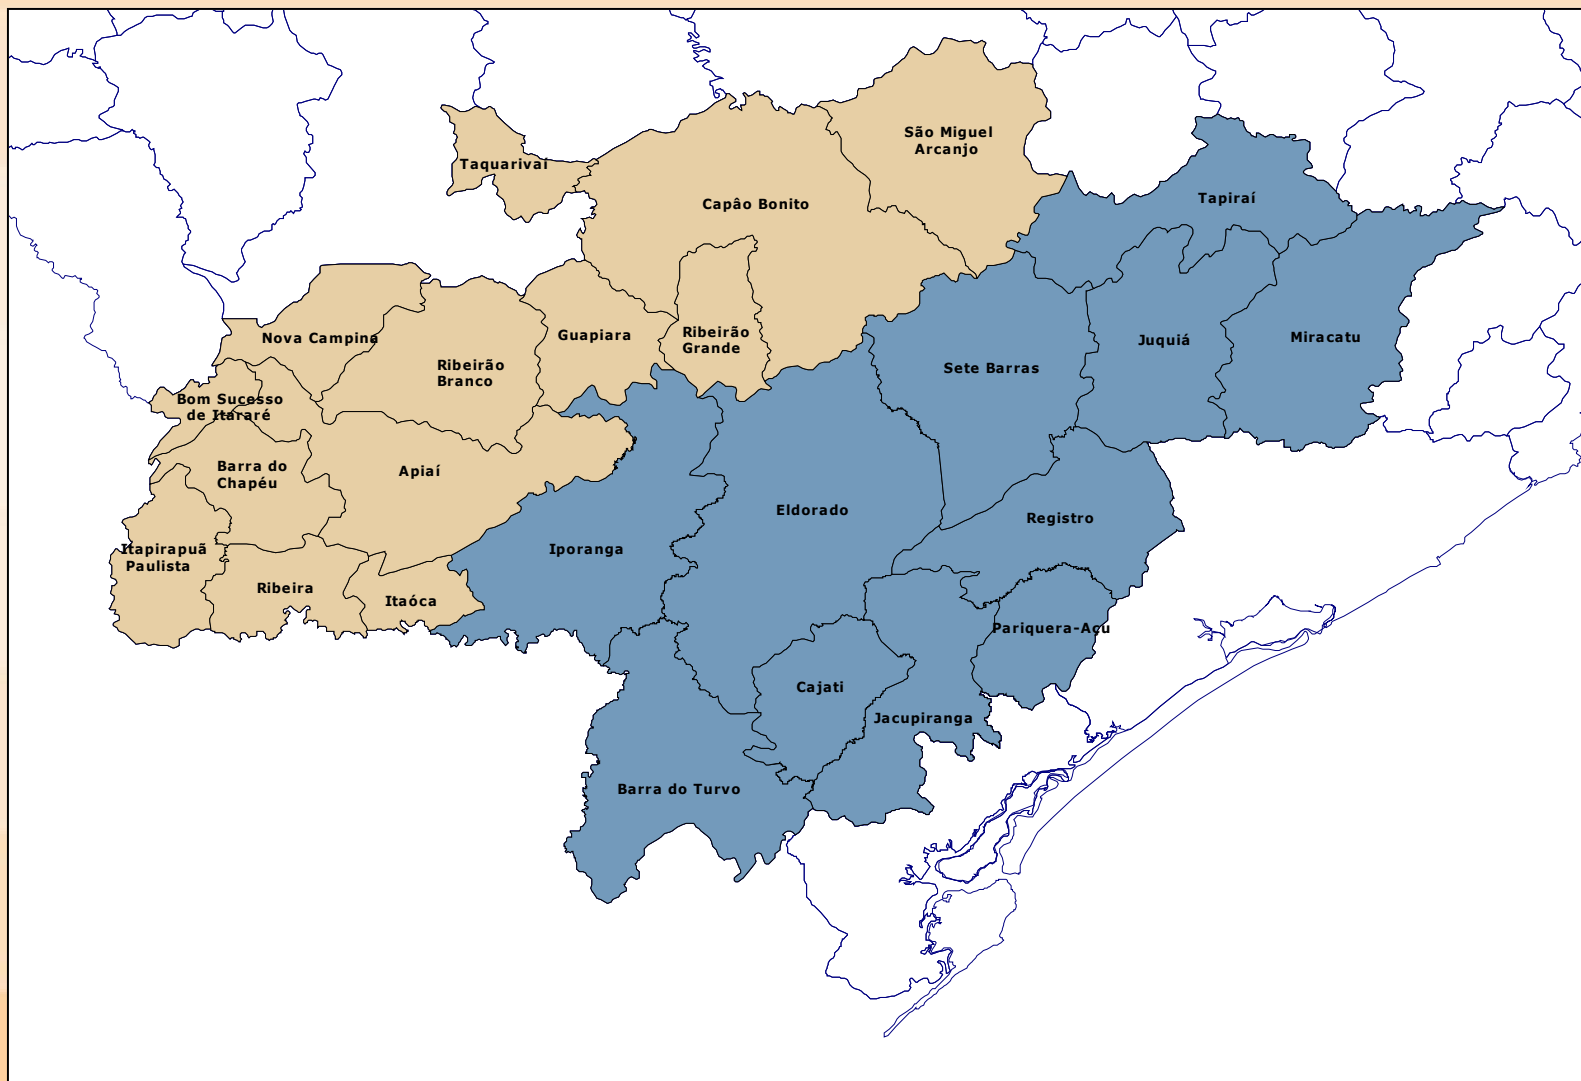 São Miguel
Arcanjo
Taquarivaí
Capâo Bonito
Tapiraí
Nova Campina
Guapiara
Ribeirão
Grande
Ribeirão
Branco
Sete Barras
Juquiá
Miracatu
Bom Sucesso
de Itararé
Barra do
Chapéu
Apiaí
Eldorado
Registro
Itapirapuã
Paulista
Iporanga
Ribeira
Itaóca
Pariquera-Açu
Cajati
Jacupiranga
Barra do Turvo